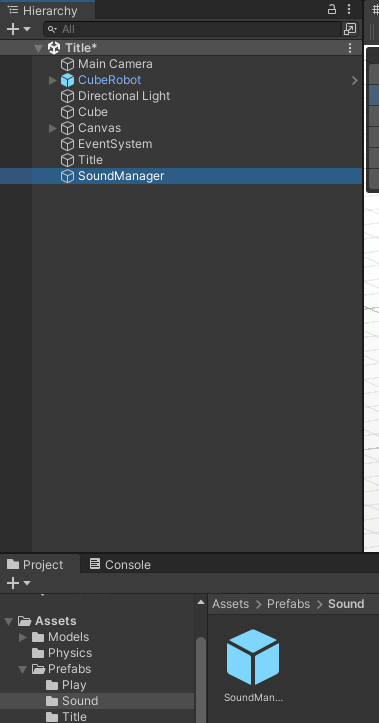 Hierarchy
All
Title*
Main Camera
CubeRobot
Directional Light
Cube
Canvas
EventSystem
Title
SoundManager
Project Console
Assets > Prefabs > Sound
Assets
Models
Physics
Prefabs
Play
Sound
Title
SoundMan...